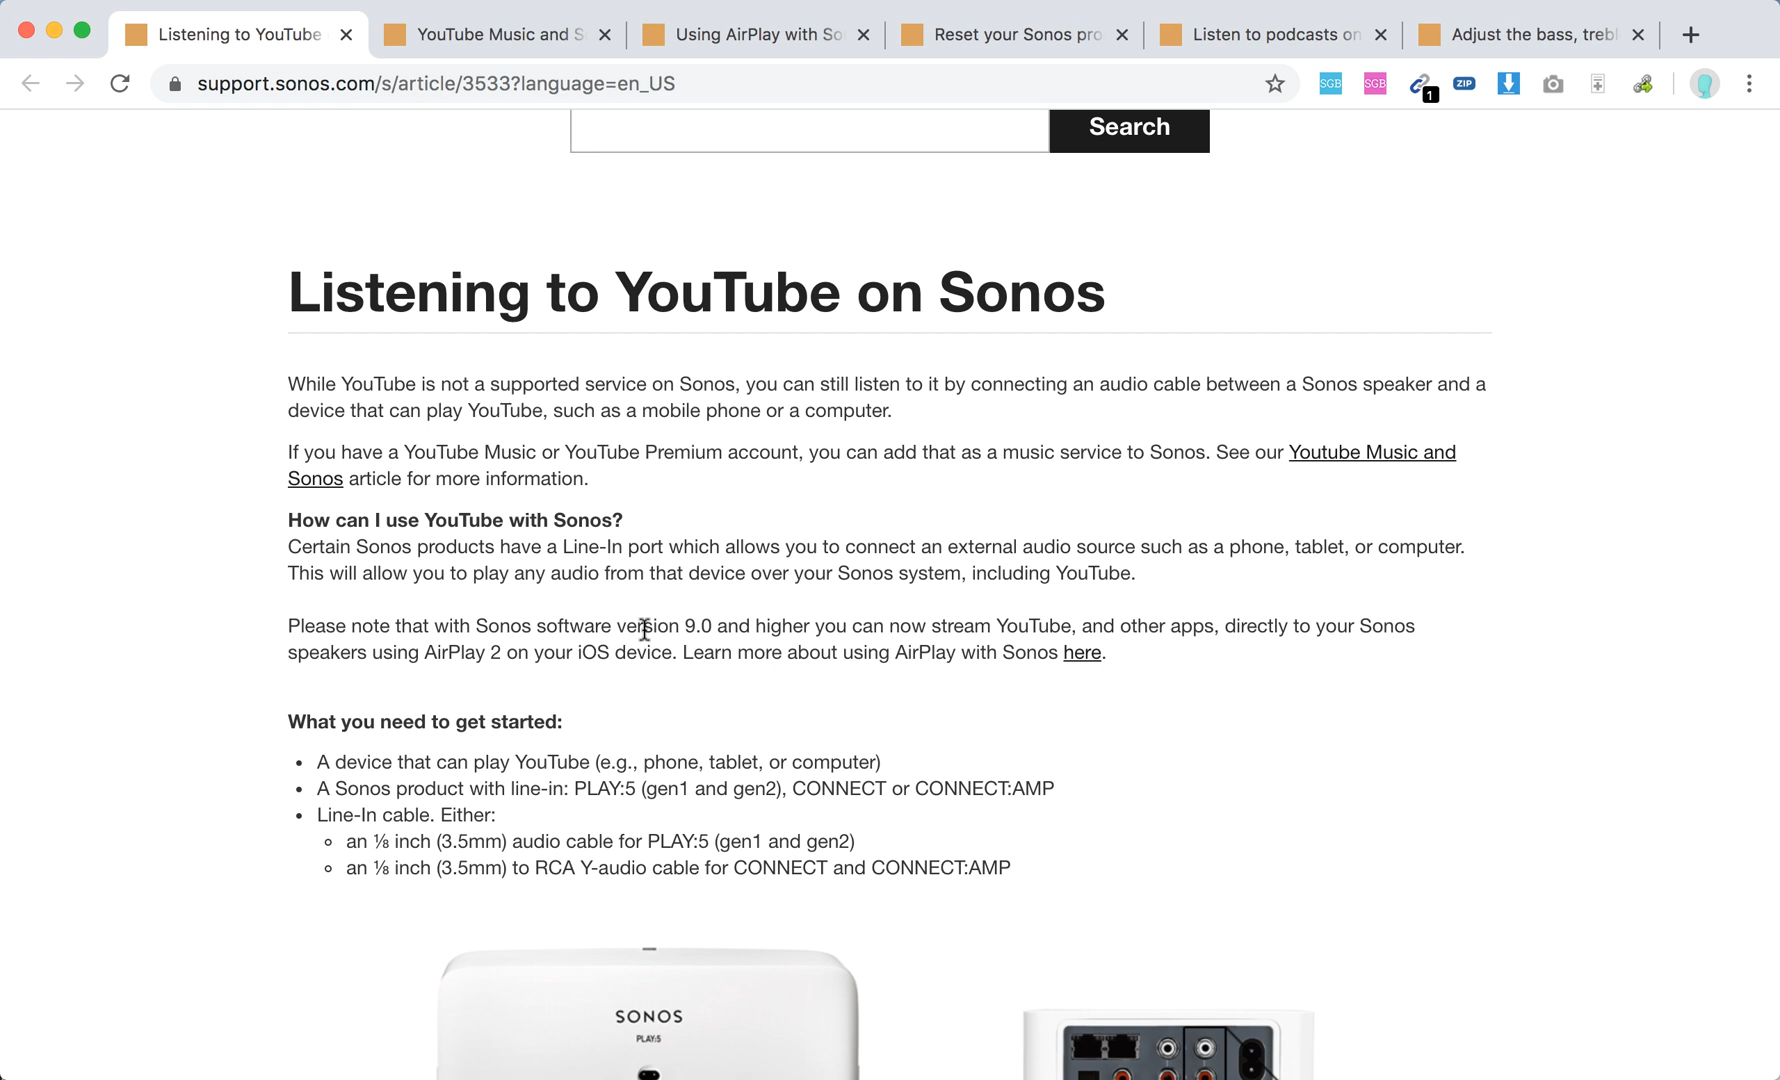 Listening to YouTube
YouTube Music and S
Using AirPlay with So
Reset your Sonos pro
Listen to podcasts on
Adjust the bass, trebl
support.sonos.com/s/article/3533?language=en_US
SGB
SGB
1
ZIP
Search
Listening to YouTube on Sonos
While YouTube is not a supported service on Sonos, you can still listen to it by connecting an audio cable between a Sonos speaker and a
device that can play YouTube, such as a mobile phone or a computer.
If you have a YouTube Music or YouTube Premium account, you can add that as a music service to Sonos. See our Youtube Music and
Sonos article for more information.
How can I use YouTube with Sonos?
Certain Sonos products have a Line-In port which allows you to connect an external audio source such as a phone, tablet, or computer.
This will allow you to play any audio from that device over your Sonos system, including YouTube.
Please note that with Sonos software version 9.0 and higher you can now stream YouTube, and other apps, directly to your Sonos
speakers using AirPlay 2 on your iOS device. Learn more about using AirPlay with Sonos here.
What you need to get started:
• A device that can play YouTube (e.g., phone, tablet, or computer)
• A Sonos product with line-in: PLAY:5 (gen1 and gen2), CONNECT or CONNECT:AMP
• Line-In cable. Either:
◦ an ⅛ inch (3.5mm) audio cable for PLAY:5 (gen1 and gen2)
◦ an ⅛ inch (3.5mm) to RCA Y-audio cable for CONNECT and CONNECT:AMP
SONOS
PLAY:5